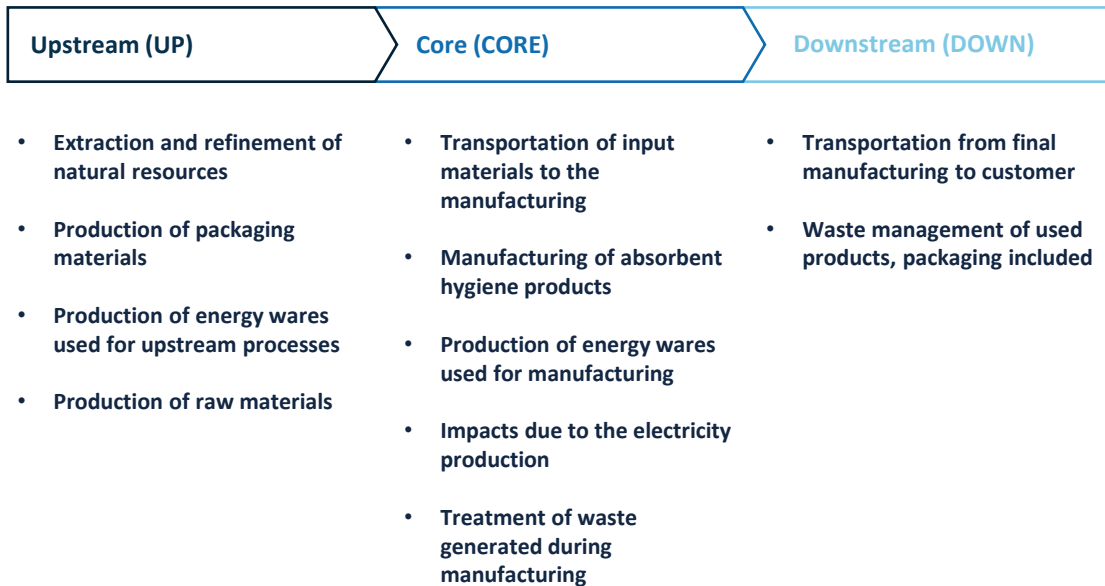 Upstream (UP)
Core (CORE)
Downstream (DOWN)
• Extraction and refinement of
natural resources
• Production of packaging
materials
• Production of energy wares
used for upstream processes
• Production of raw materials
• Transportation of input
materials to the
manufacturing
• Manufacturing of absorbent
hygiene products
• Production of energy wares
used for manufacturing
• Impacts due to the electricity
production
• Treatment of waste
generated during
manufacturing
• Transportation from final
manufacturing to customer
• Waste management of used
products, packaging included